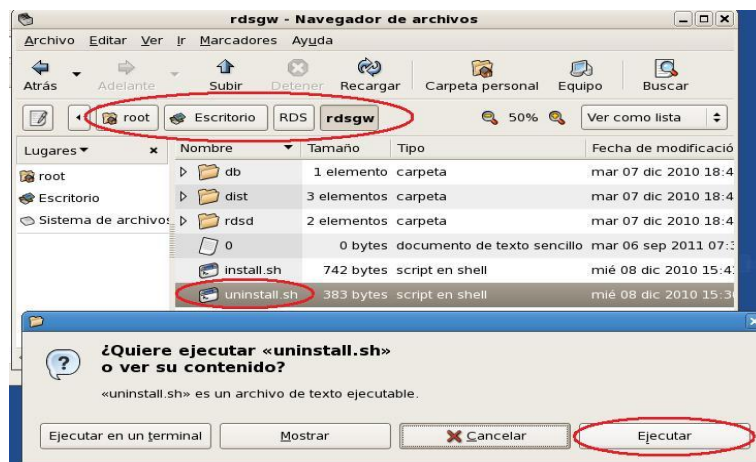 rdsgw - Navegador de archivos
Archivo Editar Ver Ir Marcadores Ayuda
Atrás Adelante Subir Detener Recargar Carpeta personal Equipo Buscar
root Escritorio RDS rdsgw 50% Ver como lista
Lugares Nombre Tamaño Tipo Fecha de modificació
root db 1 elemento carpeta mar 07 dic 2010 18:4
Escritorio dist 3 elementos carpeta mar 07 dic 2010 18:4
Sistema de archivos rdsd 2 elementos carpeta mar 07 dic 2010 18:4
0 0 bytes documento de texto sencillo mar 06 sep 2011 07:
install.sh 742 bytes script en shell mié 08 dic 2010 15:4
uninstall.sh 383 bytes script en shell mié 08 dic 2010 15:3
¿Quiere ejecutar «uninstall.sh»
o ver su contenido?
«uninstall.sh» es un archivo de texto ejecutable.
Ejecutar en un terminal Mostrar Cancelar Ejecutar